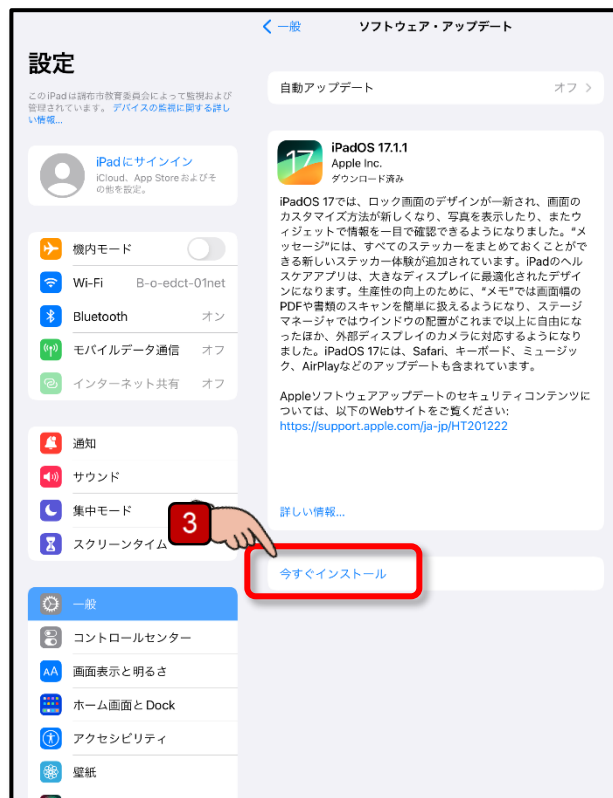 一般
ソフトウェア・アップデート
設定
このiPadは調布市教育委員会によって監視および
管理されています。デバイスの監視に関する詳し
い情報...
iPadにサインイン
iCloud、App Storeおよびそ
の他を設定。
機内モード
Wi-Fi B-o-edct-01net
Bluetooth オン
モバイルデータ通信 オフ
インターネット共有 オフ
通知
サウンド
集中モード
スクリーンタイム
一般
コントロールセンター
AA 画面表示と明るさ
ホーム画面とDock
アクセシビリティ
壁紙
自動アップデート オフ
17
iPadOS 17.1.1
Apple Inc.
ダウンロード済み
iPadOS 17では、ロック画面のデザインが一新され、画面の
カスタマイズ方法が新しくなり、写真を表示したり、またウ
ィジェットで情報を一目で確認できるようになりました。“メ
ッセージ”には、すべてのステッカーをまとめておくことがで
きる新しいステッカー体験が追加されています。iPadのヘル
スケアアプリは、大きなディスプレイに最適化されたデザイ
ンになります。生産性の向上のために、“メモ”では画面幅の
PDFや書類のスキャンを簡単に扱えるようになり、ステージ
マネージャではウインドウの配置がこれまで以上に自由にな
ったほか、外部ディスプレイのカメラに対応するようになり
ました。iPadOS 17には、Safari、キーボード、ミュージッ
ク、AirPlayなどのアップデートも含まれています。
Appleソフトウェアアップデートのセキュリティコンテンツに
ついては、以下のWebサイトをご覧ください:
https://support.apple.com/ja-jp/HT201222
詳しい情報...
3
今すぐインストール